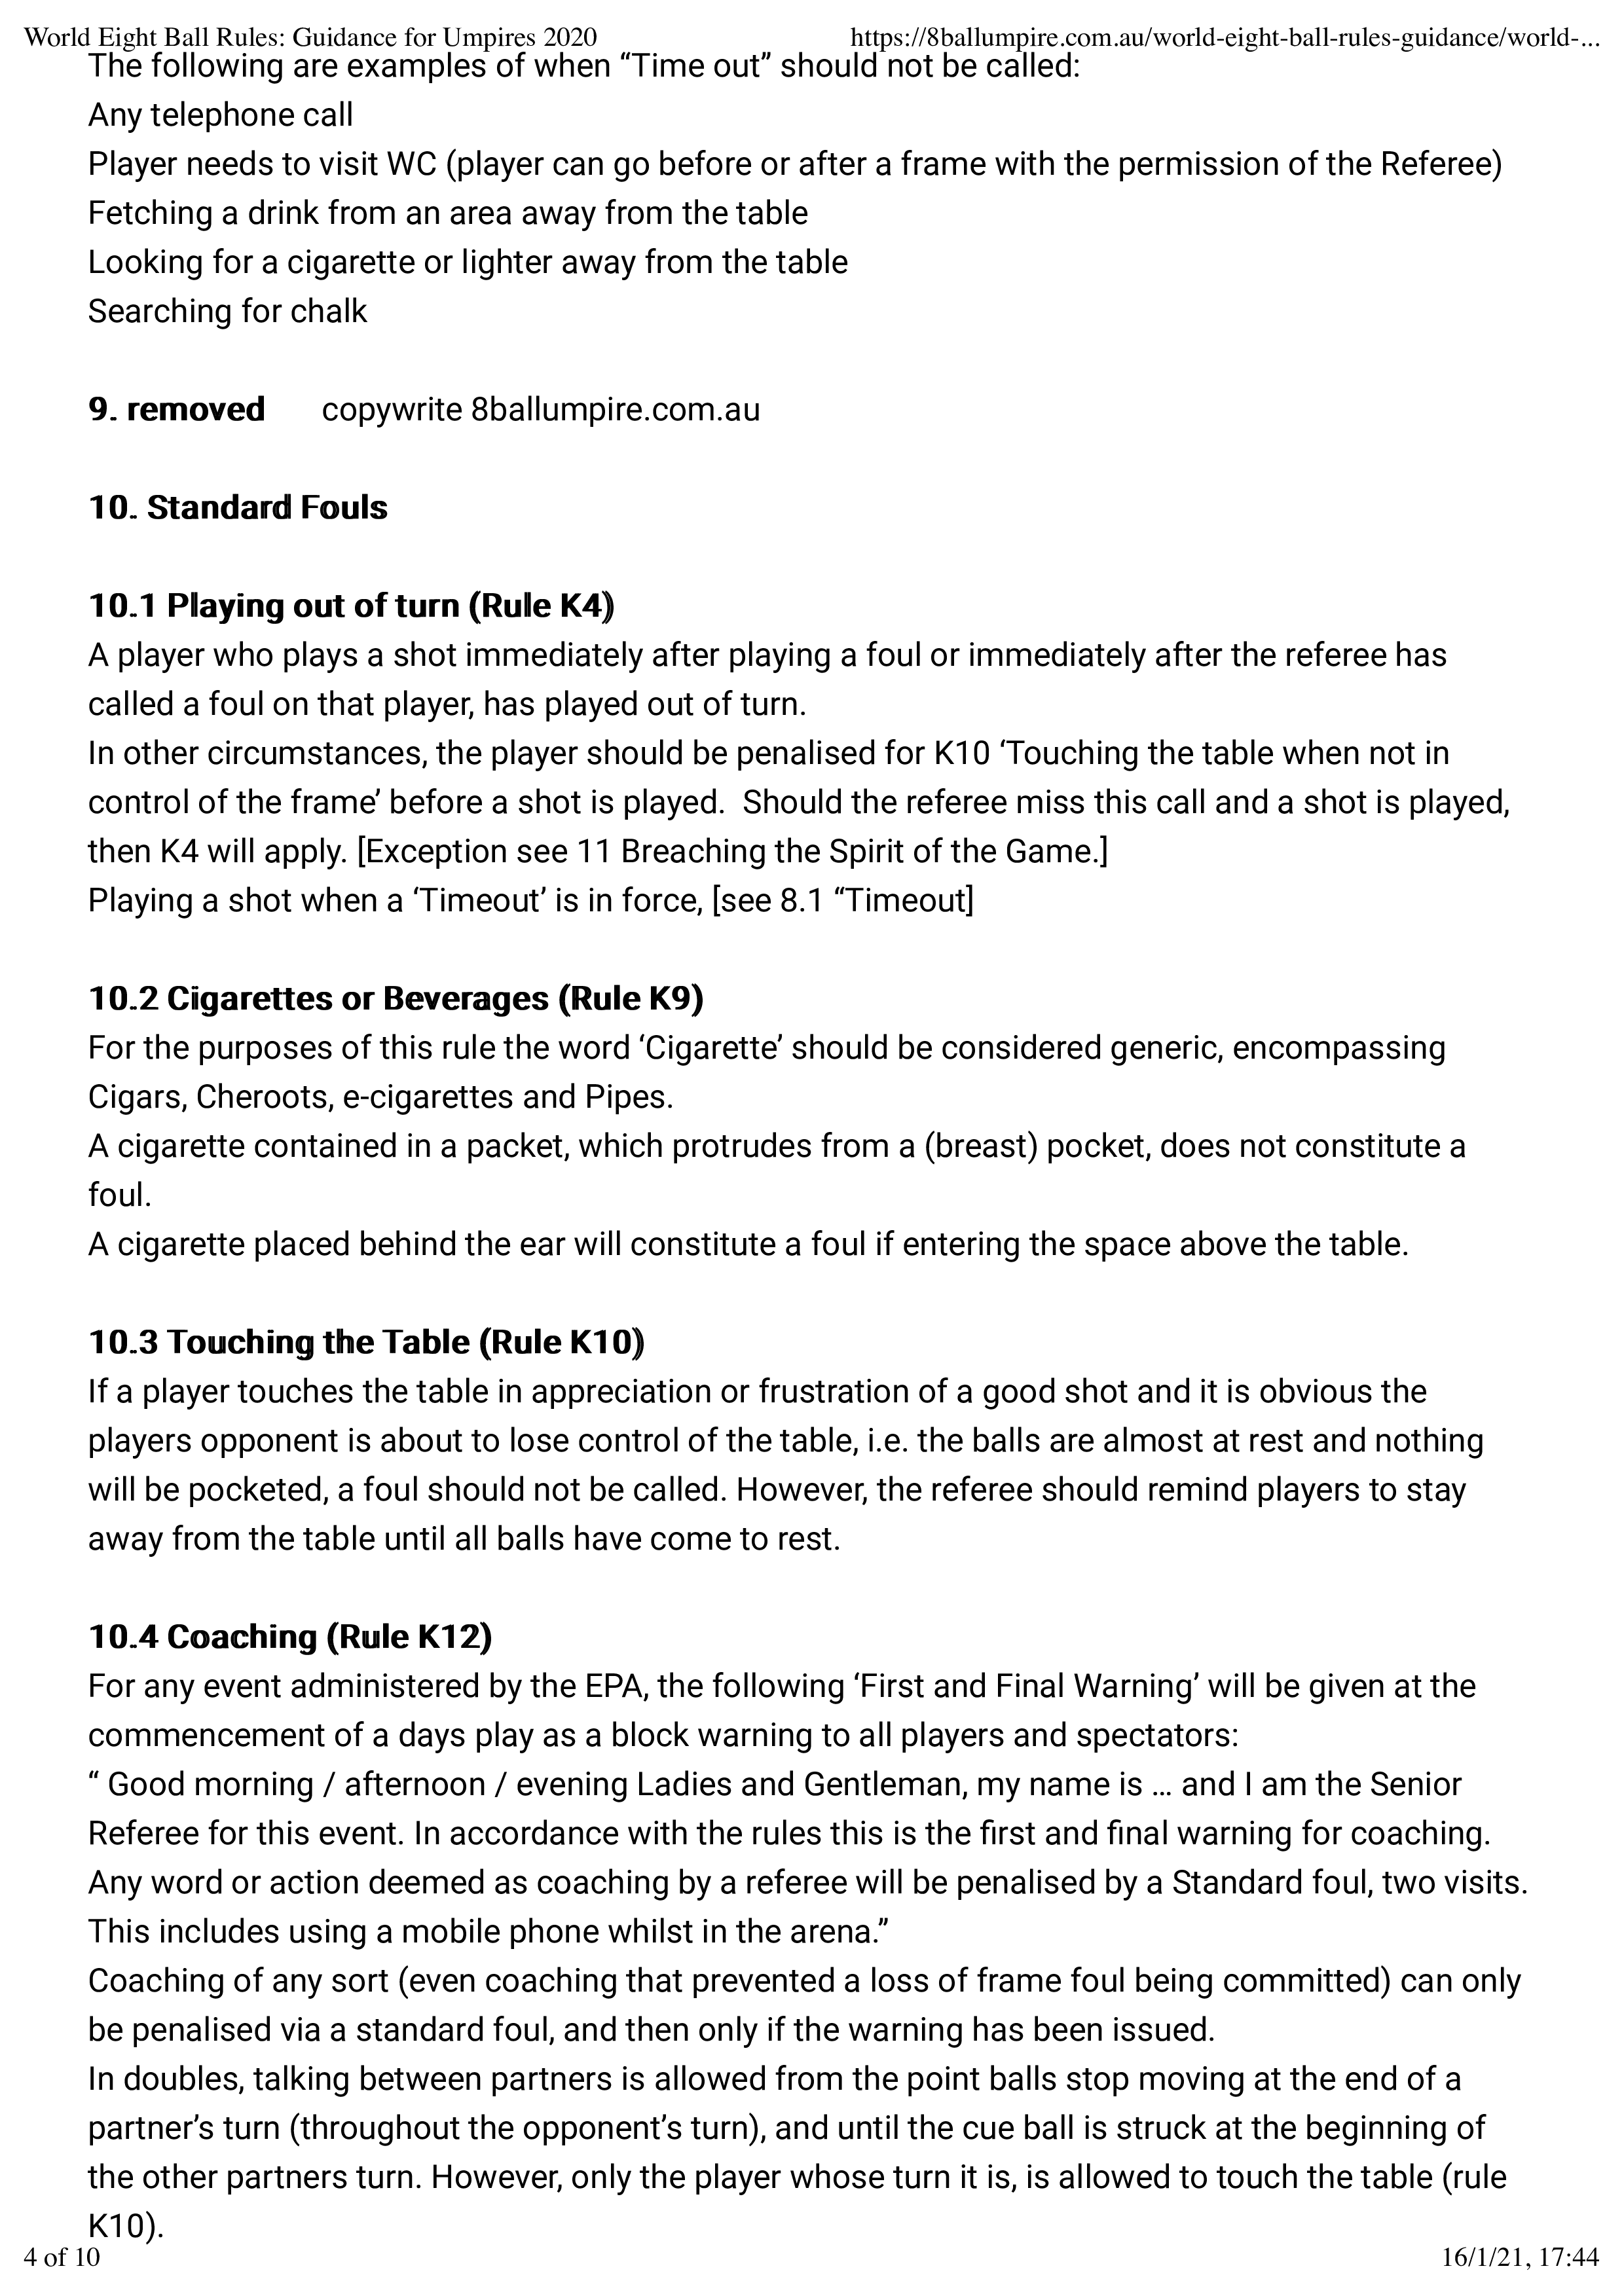 World Eight Ball Rules: Guidance for Umpires 2020 https://8ballumpire.com.au/world-eight-ball-rules-guidance/world-...
The following are examples of when “Time out” should not be called:
Any telephone call
Player needs to visit WC (player can go before or after a frame with the permission of the Referee)
Fetching a drink from an area away from the table
Looking for a cigarette or lighter away from the table
Searching for chalk
9. removed copywrite 8ballumpire.com.au
10. Standard Fouls
10.1 Playing out of turn (Rule K4)
A player who plays a shot immediately after playing a foul or immediately after the referee has
called a foul on that player, has played out of turn.
In other circumstances, the player should be penalised for K10 ‘Touching the table when not in
control of the frame’ before a shot is played.  Should the referee miss this call and a shot is played,
then K4 will apply. [Exception see 11 Breaching the Spirit of the Game.]
Playing a shot when a ‘Timeout’ is in force, [see 8.1 “Timeout]
10.2 Cigarettes or Beverages (Rule K9)
For the purposes of this rule the word ‘Cigarette’ should be considered generic, encompassing
Cigars, Cheroots, e-cigarettes and Pipes.
A cigarette contained in a packet, which protrudes from a (breast) pocket, does not constitute a
foul.
A cigarette placed behind the ear will constitute a foul if entering the space above the table.
10.3 Touching the Table (Rule K10)
If a player touches the table in appreciation or frustration of a good shot and it is obvious the
players opponent is about to lose control of the table, i.e. the balls are almost at rest and nothing
will be pocketed, a foul should not be called. However, the referee should remind players to stay
away from the table until all balls have come to rest.
10.4 Coaching (Rule K12)
For any event administered by the EPA, the following ‘First and Final Warning’ will be given at the
commencement of a days play as a block warning to all players and spectators:
“ Good morning / afternoon / evening Ladies and Gentleman, my name is … and I am the Senior
Referee for this event. In accordance with the rules this is the first and final warning for coaching.
Any word or action deemed as coaching by a referee will be penalised by a Standard foul, two visits.
This includes using a mobile phone whilst in the arena.”
Coaching of any sort (even coaching that prevented a loss of frame foul being committed) can only
be penalised via a standard foul, and then only if the warning has been issued.
In doubles, talking between partners is allowed from the point balls stop moving at the end of a
partner’s turn (throughout the opponent’s turn), and until the cue ball is struck at the beginning of
the other partners turn. However, only the player whose turn it is, is allowed to touch the table (rule
K10).
4 of 10 16/1/21, 17:44